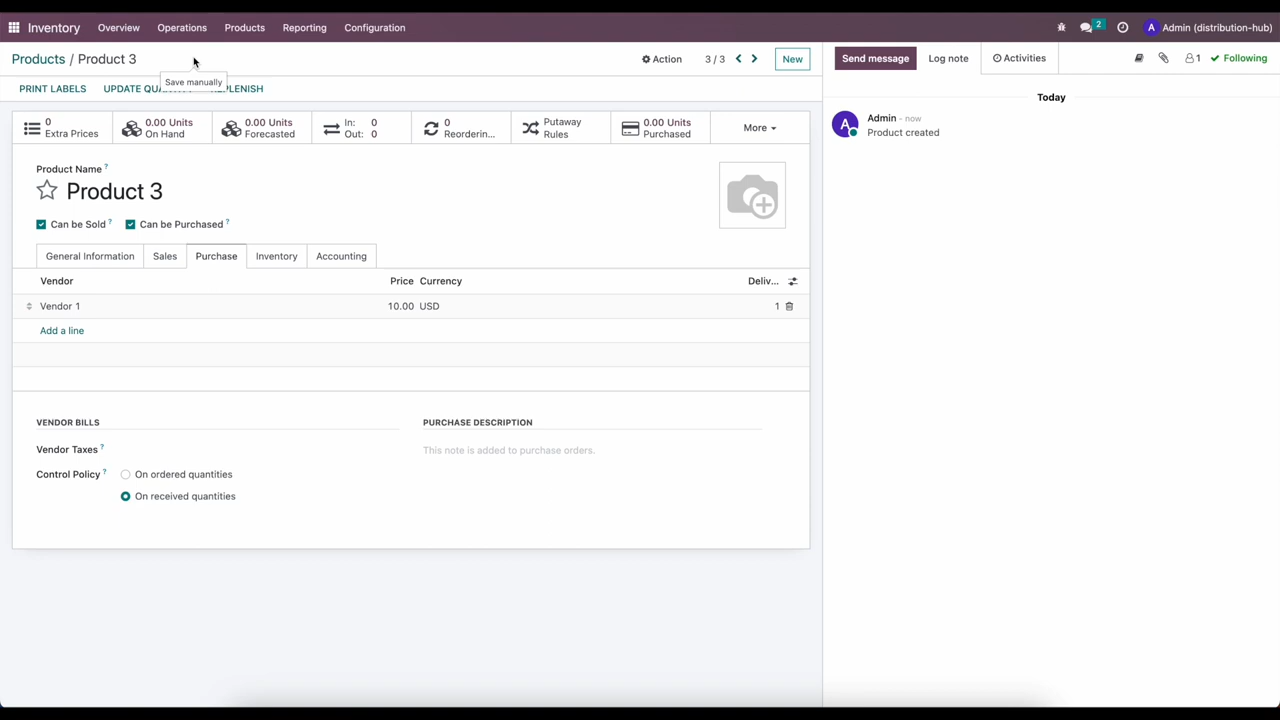 Inventory Overview Operations Products Reporting Configuration 2 A Admin (distribution-hub)
Products / Product 3 Action 3 / 3 New Send message Log note Activities 1 Following
Save manually
PRINT LABELS UPDATE QUANTITY REPLENISH
Today
0 Extra Prices
0.00 Units On Hand
0.00 Units Forecasted
In: 0
Out: 0
0 Reorderin...
Putaway Rules
0.00 Units Purchased
More
A
Admin - now
Product created
Product Name ?
Product 3
Can be Sold ? Can be Purchased ?
General Information Sales Purchase Inventory Accounting
Vendor Price Currency Deliv...
Vendor 1 10.00 USD 1
Add a line
VENDOR BILLS PURCHASE DESCRIPTION
Vendor Taxes ? This note is added to purchase orders.
Control Policy ? On ordered quantities
On received quantities